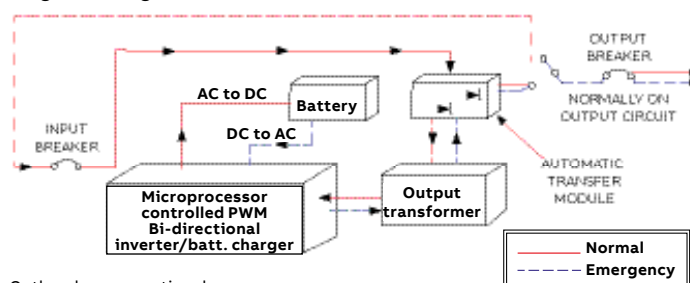 OUTPUT
BREAKER
AC to DC
Battery
NORMALLY ON
OUTPUT CIRCUIT
INPUT
BREAKER
DC to AC
AUTOMATIC
TRANSFER
MODULE
Microprocessor
controlled PWM
Bi-directional
inverter/batt. charger
Output
transformer
Normal
Emergency